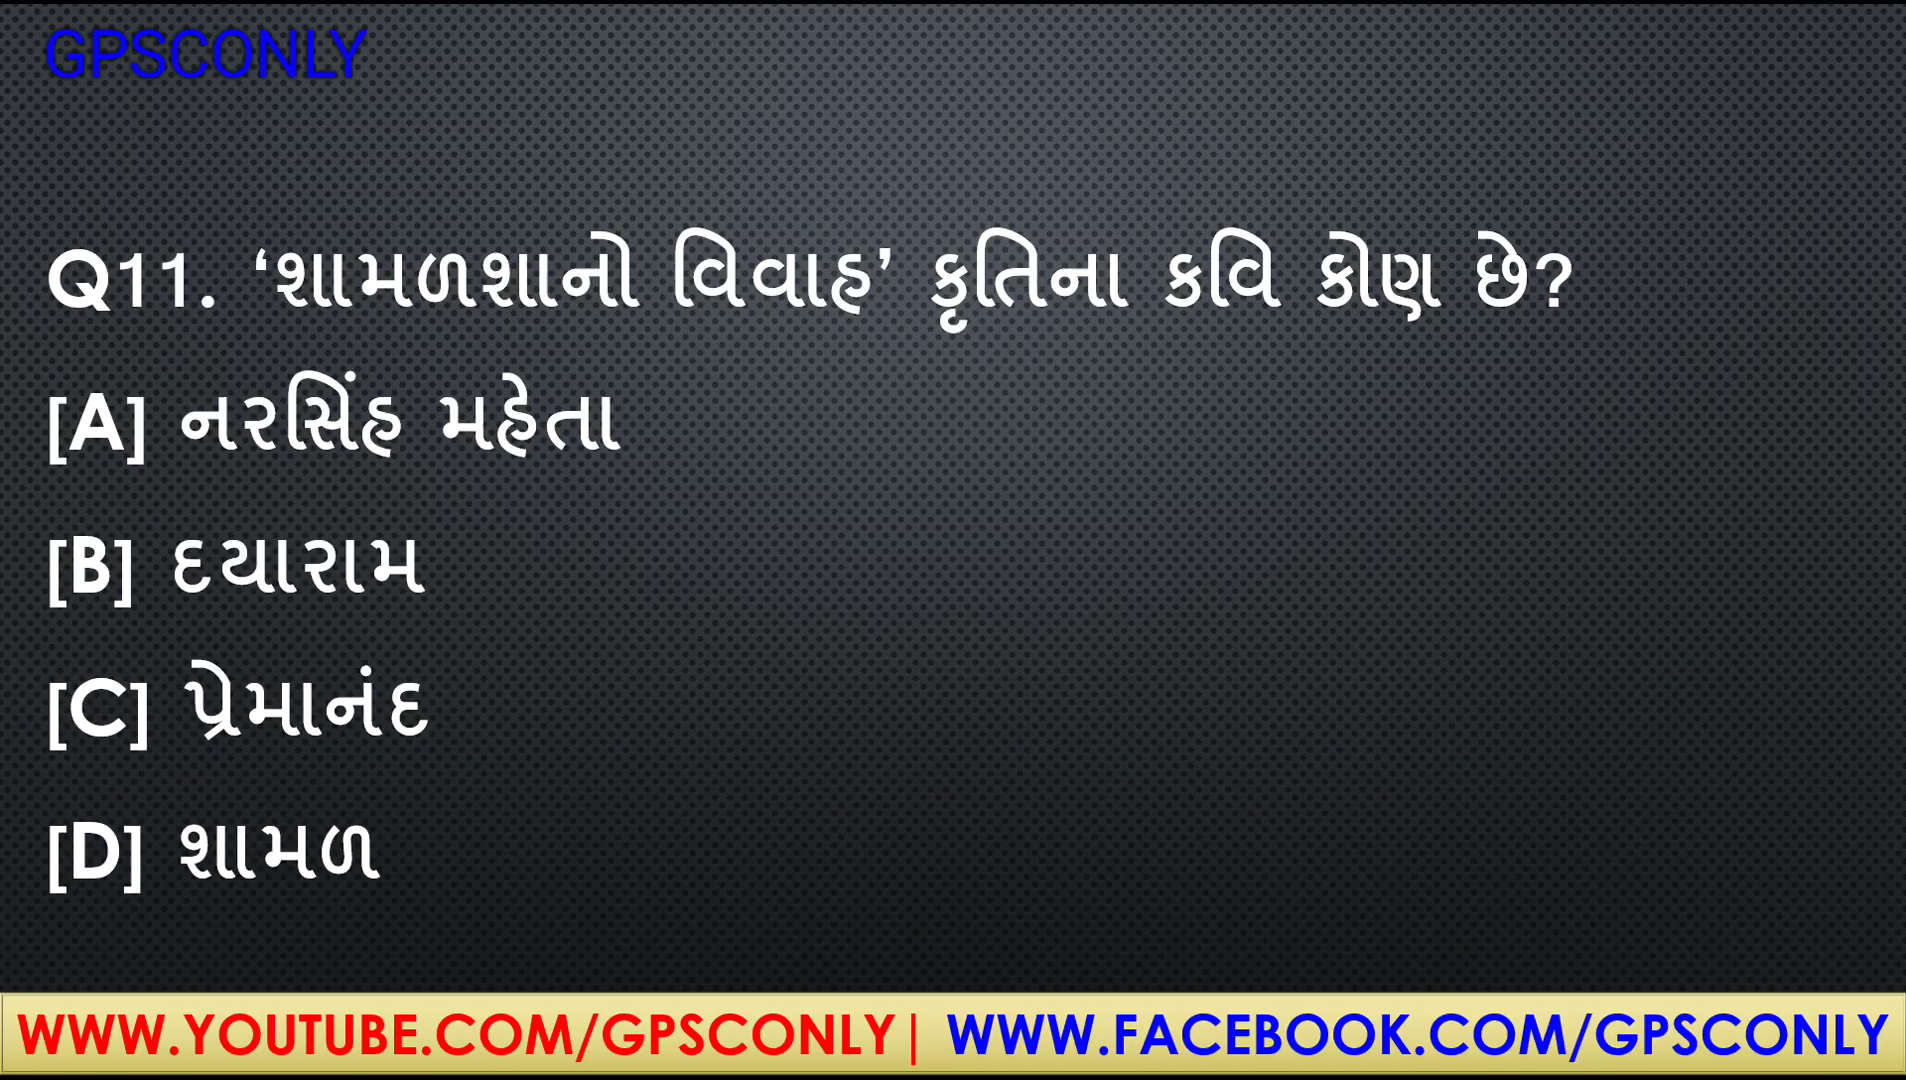 GPSCONLY
Q11. ‘શામળશાનો વિવાહ’ કૃતિના કવિ કોણ છે?
[A] નરસિંહ મહેતા
[B] દયારામ
[C] પ્રેમાનંદ
[D] શામળ
WWW.YOUTUBE.COM/GPSCONLY| WWW.FACEBOOK.COM/GPSCONLY